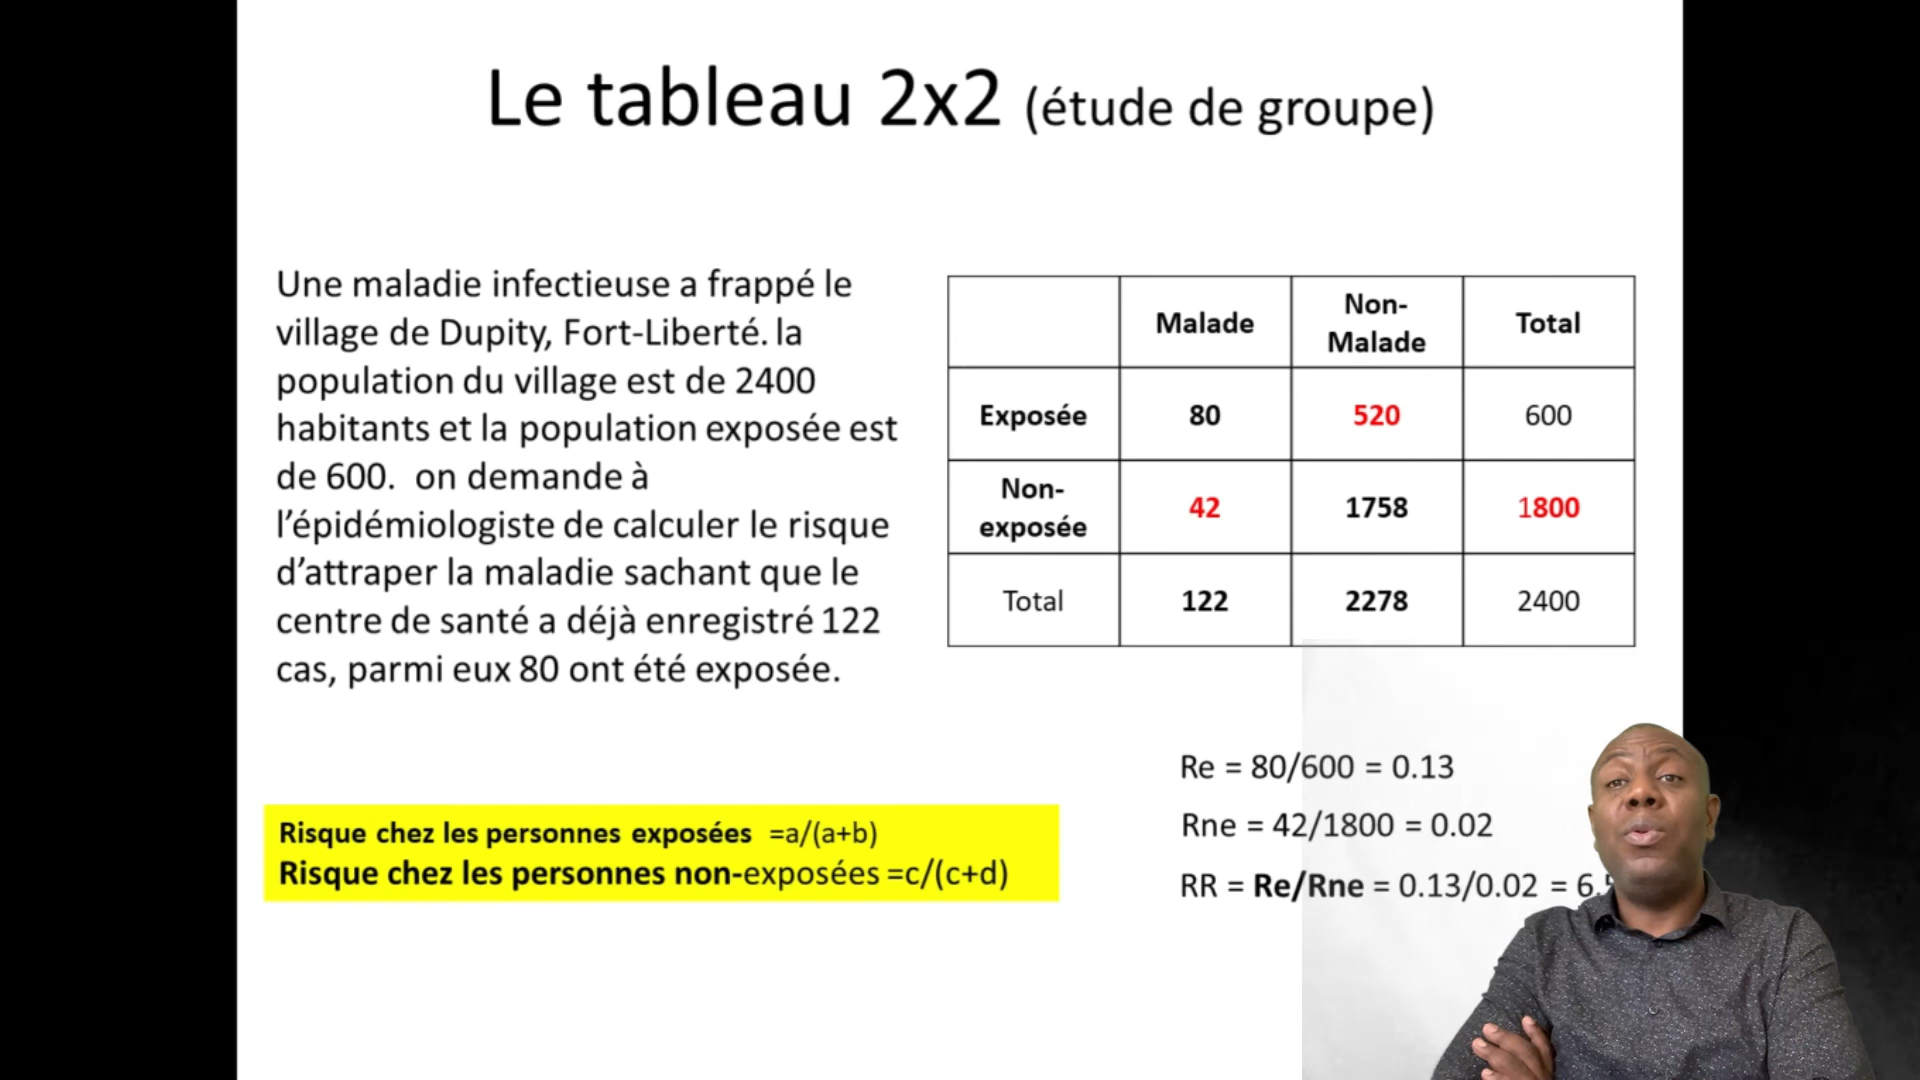 Le tableau 2x2 (étude de groupe)
Une maladie infectieuse a frappé le
village de Dupity, Fort-Liberté. la
population du village est de 2400
habitants et la population exposée est
de 600. on demande à
l’épidémiologiste de calculer le risque
d’attraper la maladie sachant que le
centre de santé a déjà enregistré 122
cas, parmi eux 80 ont été exposée.
Malade Non-Malade Total
Exposée 80 520 600
Non-exposée 42 1758 1800
Total 122 2278 2400
Re = 80/600 = 0.13
Rne = 42/1800 = 0.02
RR = Re/Rne = 0.13/0.02 =
Risque chez les personnes exposées =a/(a+b)
Risque chez les personnes non-exposées =c/(c+d)